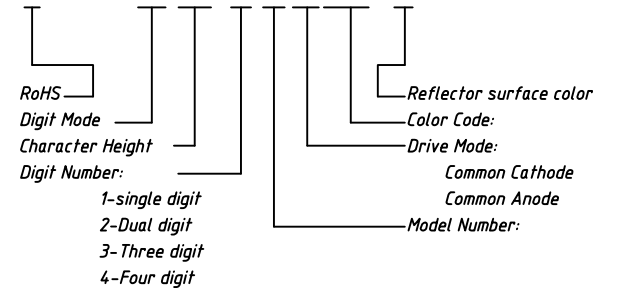 RoHS
Digit Mode
Character Height
Digit Number:
1-single digit
2-Dual digit
3-Three digit
4-Four digit
Reflector surface color
Color Code:
Drive Mode:
Common Cathode
Common Anode
Model Number: